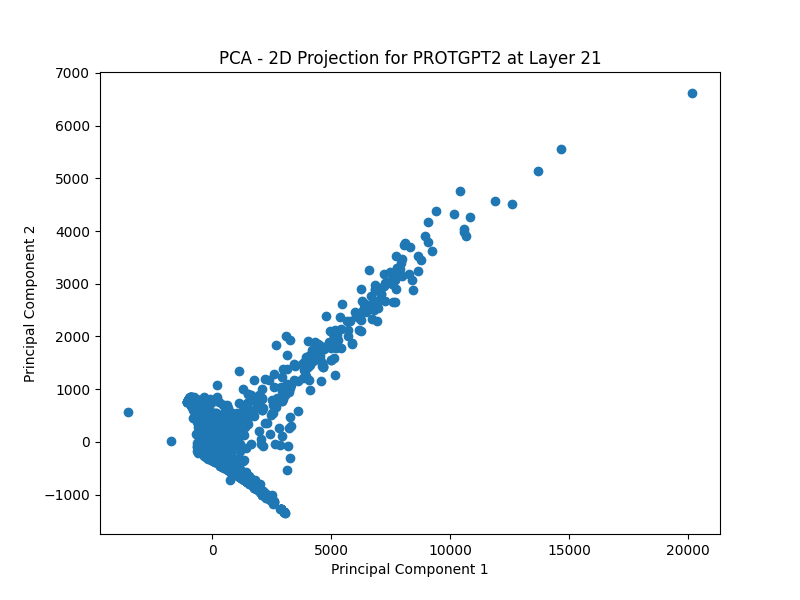 PCA - 2D Projection for PROTGPT2 at Layer 21
7000
6000
5000
4000
3000
2000
1000
0
−1000
Principal Component 2
0 5000 10000 15000 20000
Principal Component 1